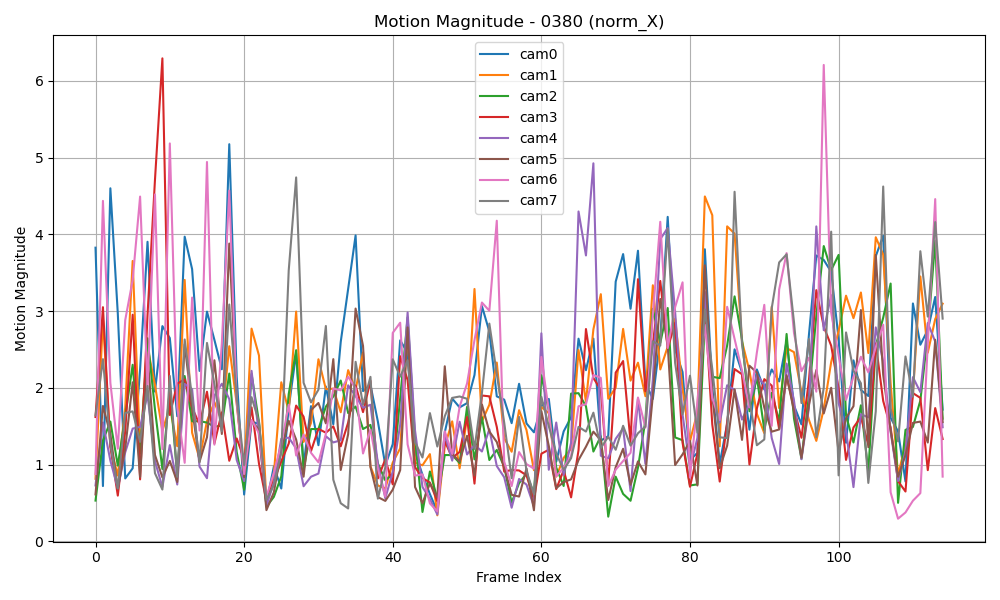 Motion Magnitude - 0380 (norm_X)
cam0
cam1
cam2
cam3
cam4
cam5
cam6
cam7
Motion Magnitude
6
5
4
3
2
1
0
0 20 40 60 80 100
Frame Index